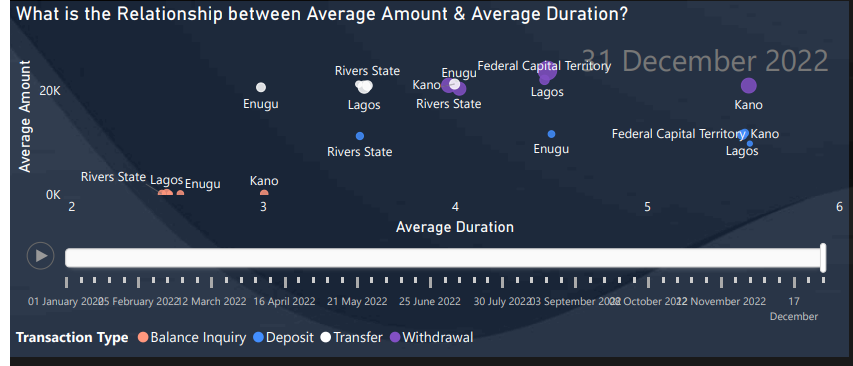 What is the Relationship between Average Amount & Average Duration?
31 December 2022
Average Amount
20K
0K
Rivers State
Enugu
Federal Capital Territory
Kano
Enugu
Lagos
Rivers State
Lagos
Kano
Rivers State
Enugu
Federal Capital Territory
Kano
Lagos
Rivers State
Lagos
Enugu
Kano
2
3
4
5
6
Average Duration
01 January 2022
05 February 2022
12 March 2022
16 April 2022
21 May 2022
25 June 2022
30 July 2022
03 September 2022
08 October 2022
12 November 2022
17
December
Transaction Type Balance Inquiry Deposit Transfer Withdrawal